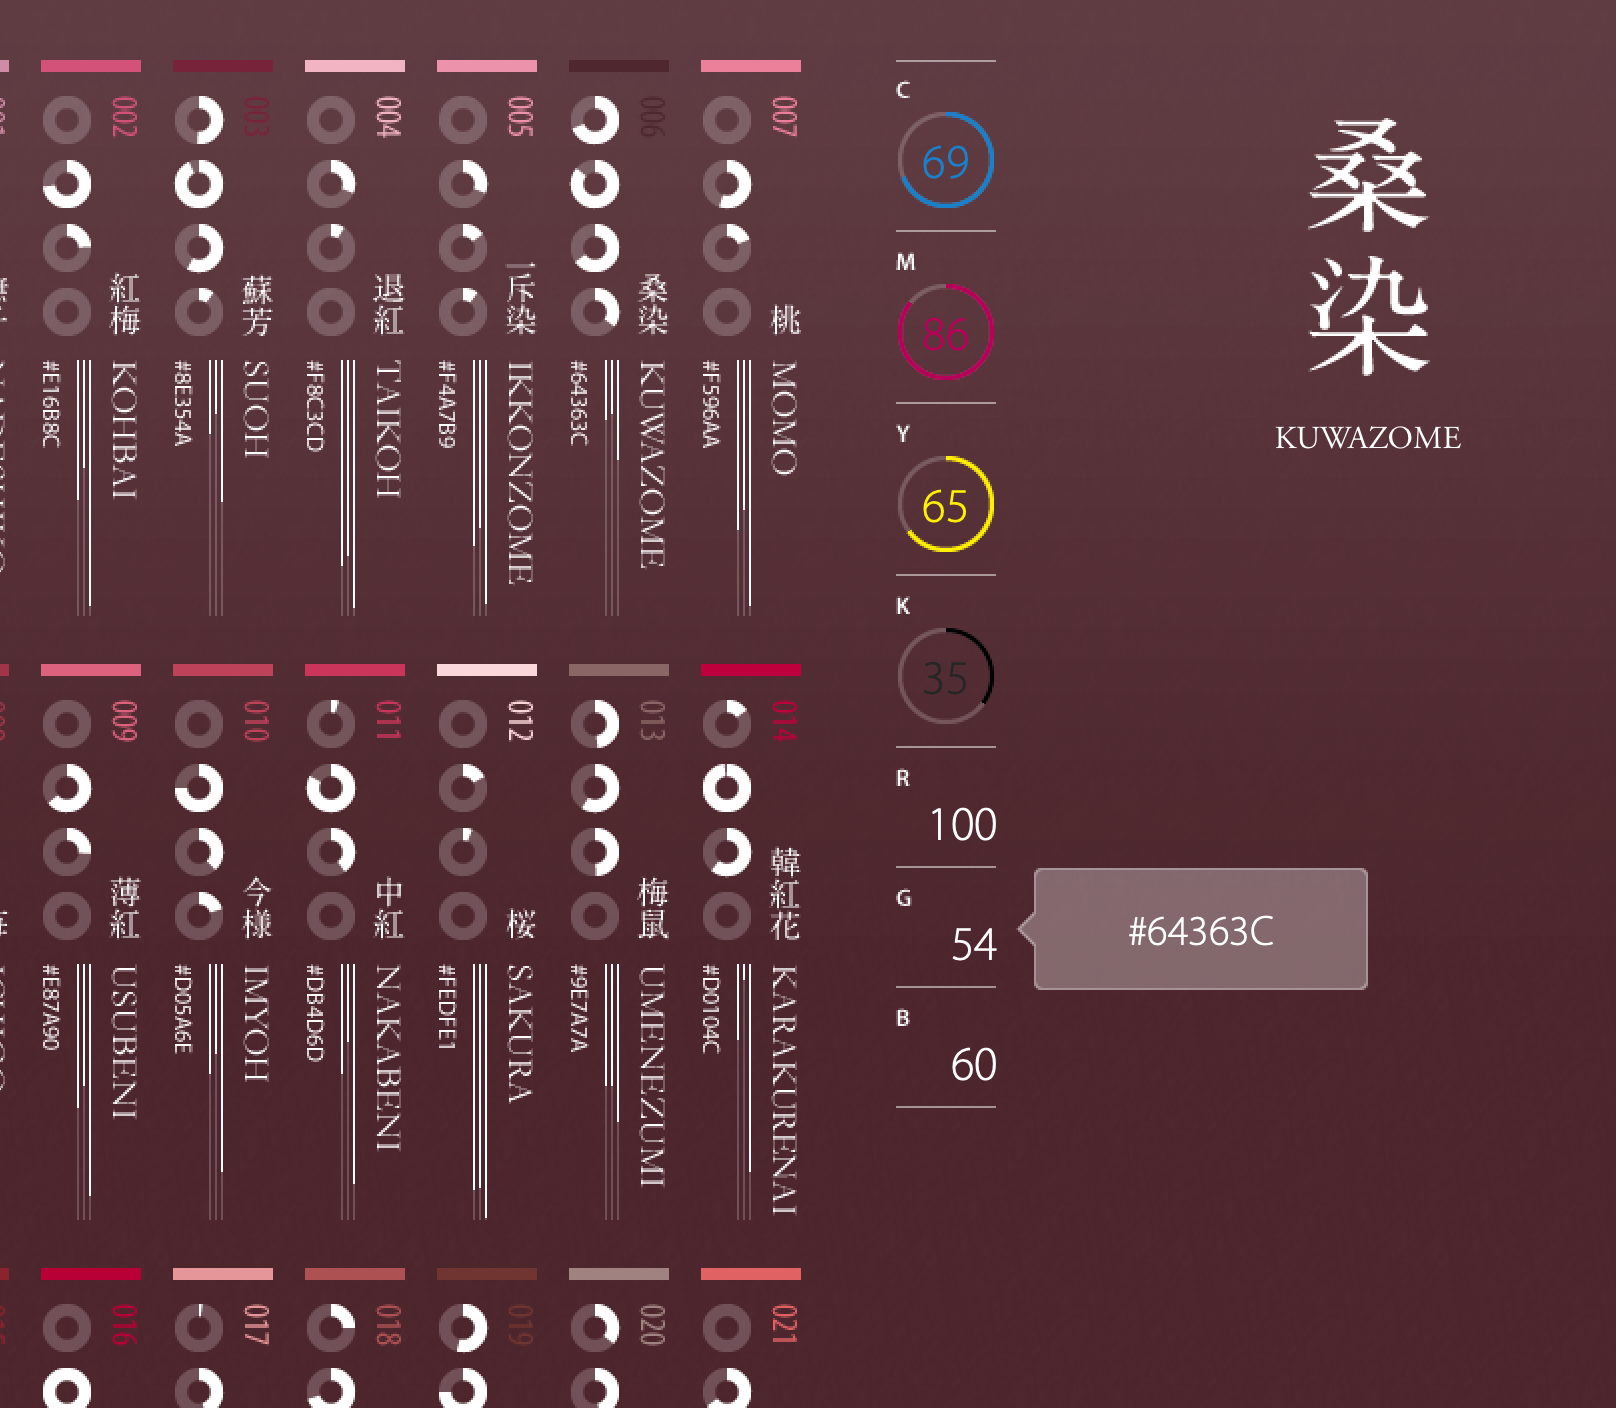 002
紅梅
KOHBAI
#E16B8C
003
蘇芳
SUOH
#8E354A
004
退紅
TAIKOH
#F8C3CD
005
一斥染
IKKONZOME
#F4A7B9
006
桑染
KUWAZOME
#64363C
007
桃
MOMO
#F596AA
009
薄紅
USUBENI
#E87A90
010
今様
IMYOH
#D05A6E
011
中紅
NAKABENI
#DB4D6D
012
桜
SAKURA
#FEDFE1
013
梅鼠
UMENEZUMI
#9E7A7A
014
韓紅花
KARAKURENAI
#D0104C
016
017
018
019
020
021
C
69
M
86
Y
65
K
35
R
100
G
54
B
60
#64363C
桑染
KUWAZOME